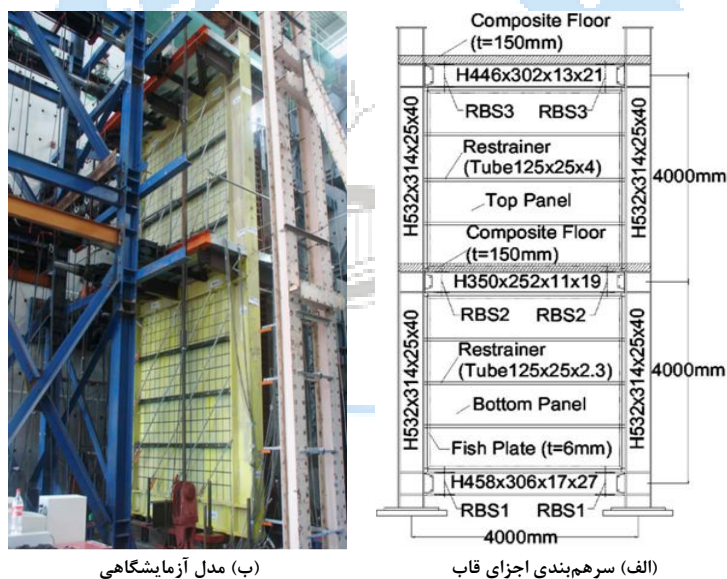 Composite Floor
(t=150mm)
H446x302x13x21
RBS3 RBS3
H532x314x25x40
H532x314x25x40
Restrainer
(Tube125x25x4)
4000mm
Top Panel
Composite Floor
(t=150mm)
H350x252x11x19
RBS2 RBS2
H532x314x25x40
H532x314x25x40
Restrainer
(Tube125x25x2.3)
4000mm
Bottom Panel
Fish Plate (t=6mm)
H458x306x17x27
RBS1 RBS1
4000mm
(الف) سرهم‌بندی اجزای قاب
(ب) مدل آزمایشگاهی